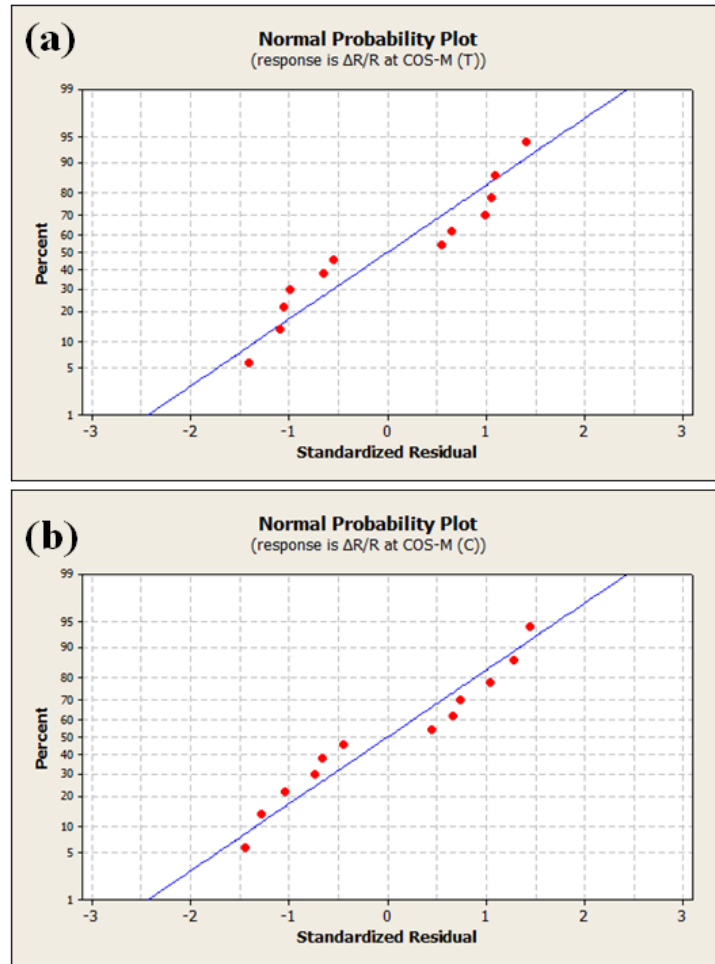 (a)
Normal Probability Plot
(response is ΔR/R at COS-M (T))
99
95
90
80
70
60
50
40
30
20
10
5
1
Percent
-3 -2 -1 0 1 2 3
Standardized Residual
(b)
Normal Probability Plot
(response is ΔR/R at COS-M (C))
99
95
90
80
70
60
50
40
30
20
10
5
1
Percent
-3 -2 -1 0 1 2 3
Standardized Residual